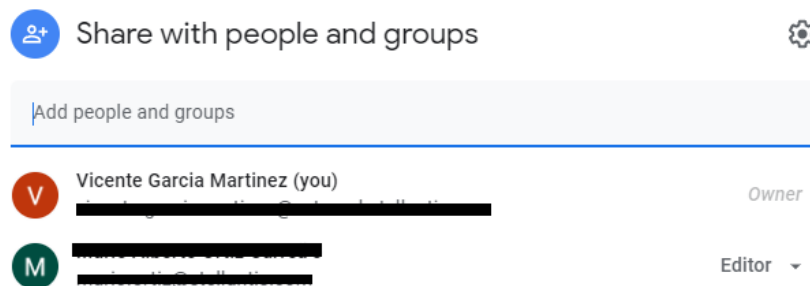 Share with people and groups
Add people and groups
V
Vicente Garcia Martinez (you)
Owner
M
Editor